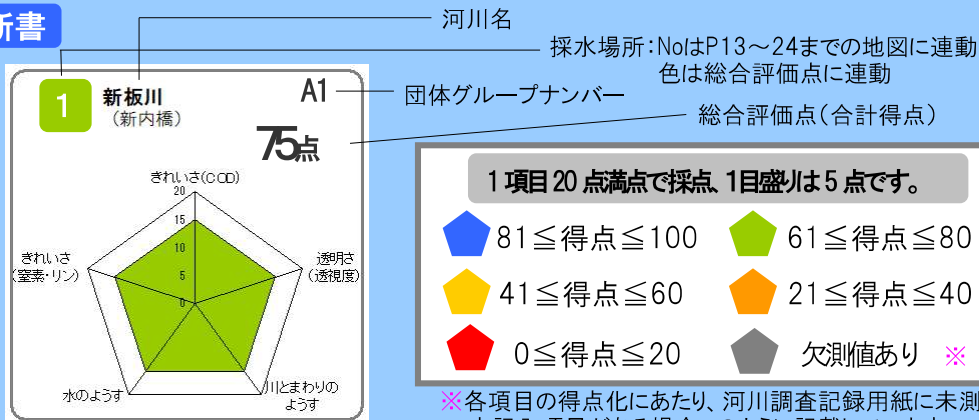 新書
河川名
採水場所：NoはP13～24までの地図に連動
色は総合評価点に連動
1
新板川
（新内橋）
A1
団体グループナンバー
75点
総合評価点（合計得点）
きれいさ(COD)
20
15
10
5
0
きれいさ
（窒素・リン）
透明さ
（透視度）
水のようす
川とまわりの
ようす
1項目20点満点で採点、1目盛りは5点です。
81≦得点≦100
61≦得点≦80
41≦得点≦60
21≦得点≦40
0≦得点≦20
欠測値あり ※
※各項目の得点化にあたり、河川調査記録用紙に未測